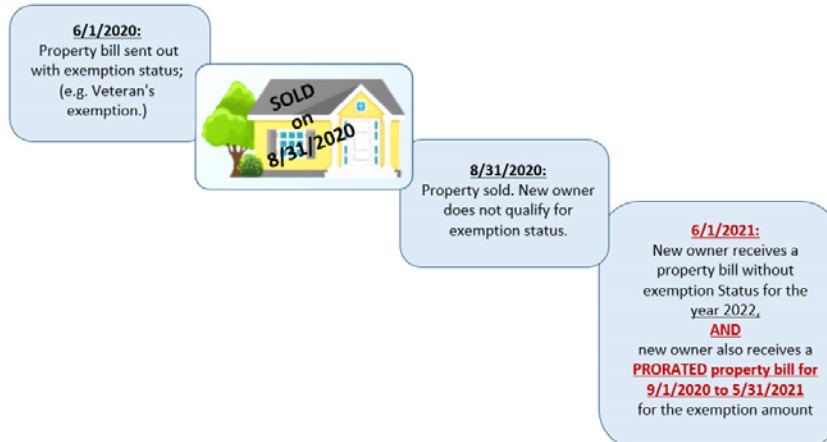 6/1/2020:
Property bill sent out
with exemption status;
(e.g. Veteran's
exemption.)
SOLD
on
8/31/2020
8/31/2020:
Property sold. New owner
does not qualify for
exemption status.
6/1/2021:
New owner receives a
property bill without
exemption Status for the
year 2022,
AND
new owner also receives a
PRORATED property bill for
9/1/2020 to 5/31/2021
for the exemption amount